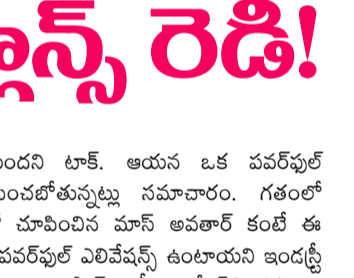 లాన్స్ రెడీ!
ుందని టాక్. ఆయన ఒక పవర్‌ఫుల్
ుంచబోతున్నట్లు సమాచారం. గతంలో
చూపించిన మాస్ అవతార్ కంటే ఈ
పవర్‌ఫుల్ ఎలివేషన్స్ ఉంటాయని ఇండస్ట్రీ